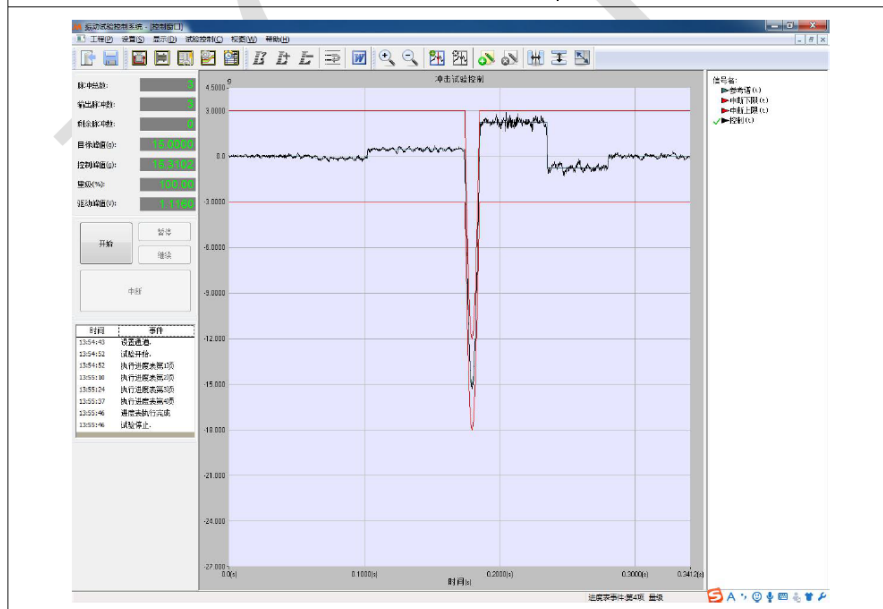 振动试验控制系统 - [控制窗口]
工程(P) 设置(S) 显示(D) 试验控制(C) 视图(W) 帮助(H)
冲击试验控制
g
脉冲总数: 3
输出脉冲数: 3
剩余脉冲数: 0
目标峰值(g): 15.0000
控制峰值(g): 15.3102
量级(%): 100.00
驱动峰值(V): 1.1160
开始
暂停
继续
中断
时间 事件
13:54:43 设置通道.
13:54:52 试验开始.
13:54:52 执行进度表第1项
执行进度表第2项
13:55:24 执行进度表第3项
13:55:37 执行进度表第4项
13:55:46 进度表执行完成
13:55:46 试验停止.
4.5000
3.0000
0.0
-3.0000
-6.0000
-9.0000
-12.000
-15.000
-18.000
-21.000
-24.000
-27.000
0.0(s) 0.1000(s) 0.2000(s) 0.3000(s) 0.3412(s)
时间(s)
信号名:
参考谱(t)
中断下限(t)
中断上限(t)
控制(t)
进度表事件:第4项 量级